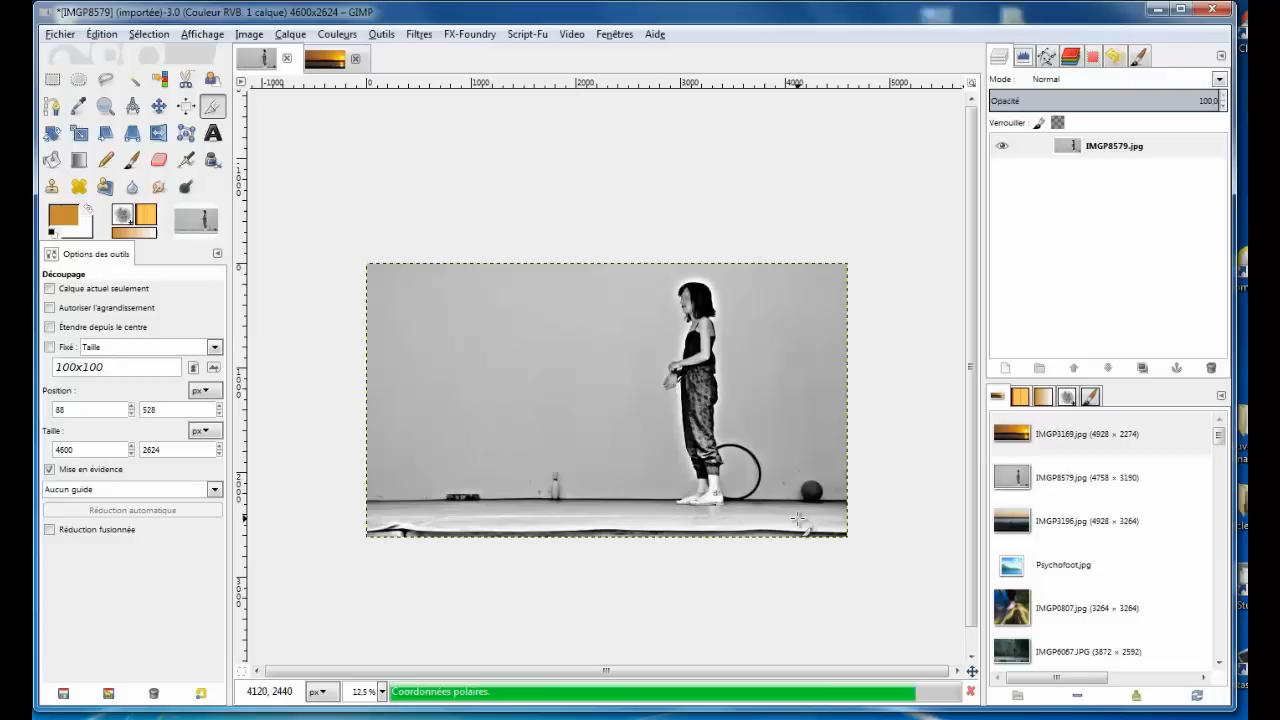 *[IMGP8579] (importée)-3.0 (Couleur RVB, 1 calque) 4600x2624 – GIMP
Fichier Édition Sélection Affichage Image Calque Couleurs Outils Filtres FX-Foundry Script-Fu Video Fenêtres Aide
-1000 0 1000 2000 3000 4000 5000
Mode : Normal
Opacité 100,0
Verrouiller :
IMGP8579.jpg
Options des outils
Découpage
Calque actuel seulement
Autoriser l'agrandissement
Étendre depuis le centre
Fixé : Taille
100x100
Position : px
88 528
Taille : px
4600 2624
Mise en évidence
Aucun guide
Réduction automatique
Réduction fusionnée
IMGP3169.jpg (4928 × 2274)
IMGP8579.jpg (4758 × 3190)
IMGP3196.jpg (4928 × 3264)
Psychofoot.jpg
IMGP0807.jpg (3264 × 3264)
IMGP6067.JPG (3872 × 2592)
4120, 2440 px 12.5 % Coordonnées polaires.